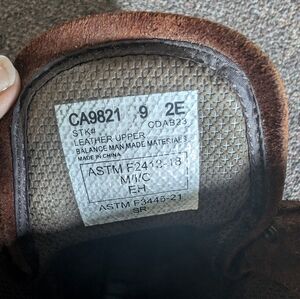 CA9821 9 2E
STK# CDAB23
LEATHER UPPER
BALANCE MAN MADE MATERIALS
MADE IN CHINA
ASTM F2413-18
M/I/C
EH
ASTM F3445-21
SR